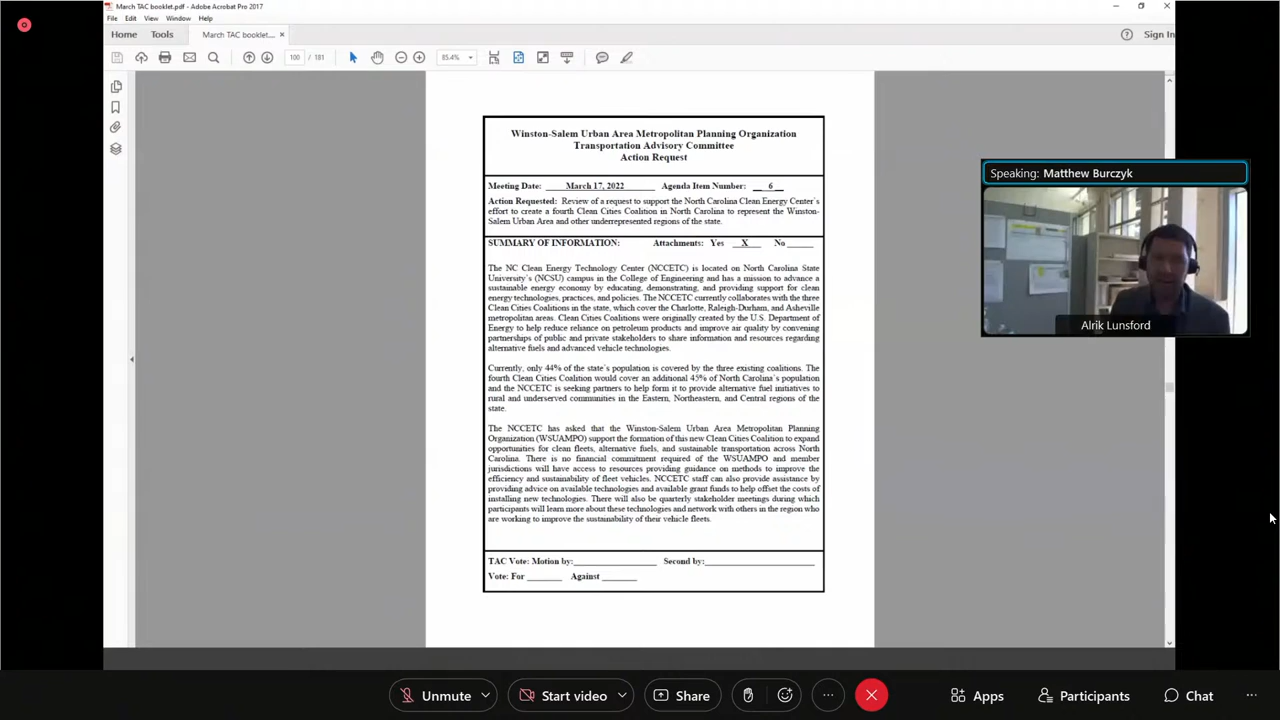 March TAC booklet.pdf - Adobe Acrobat Pro 2017
File Edit View Window Help
Home Tools March TAC booklet.... × Sign In
100 / 181 85.4%
Winston-Salem Urban Area Metropolitan Planning Organization
Transportation Advisory Committee
Action Request
Meeting Date: March 17, 2022 Agenda Item Number: 6
Action Requested: Review of a request to support the North Carolina Clean Energy Center's
effort to create a fourth Clean Cities Coalition in North Carolina to represent the Winston-
Salem Urban Area and other underrepresented regions of the state.
SUMMARY OF INFORMATION: Attachments: Yes X No
The NC Clean Energy Technology Center (NCCETC) is located on North Carolina State
University's (NCSU) campus in the College of Engineering and has a mission to advance a
sustainable energy economy by educating, demonstrating, and providing support for clean
energy technologies, practices, and policies. The NCCETC currently collaborates with the three
Clean Cities Coalitions in the state, which cover the Charlotte, Raleigh-Durham, and Asheville
metropolitan areas. Clean Cities Coalitions were originally created by the U.S. Department of
Energy to help reduce reliance on petroleum products and improve air quality by convening
partnerships of public and private stakeholders to share information and resources regarding
alternative fuels and advanced vehicle technologies.
Currently, only 44% of the state's population is covered by the three existing coalitions. The
fourth Clean Cities Coalition would cover an additional 45% of North Carolina's population
and the NCCETC is seeking partners to help form it to provide alternative fuel initiatives to
rural and underserved communities in the Eastern, Northeastern, and Central regions of the
state.
The NCCETC has asked that the Winston-Salem Urban Area Metropolitan Planning
Organization (WSUAMPO) support the formation of this new Clean Cities Coalition to expand
opportunities for clean fleets, alternative fuels, and sustainable transportation across North
Carolina. There is no financial commitment required of the WSUAMPO and member
jurisdictions will have access to resources providing guidance on methods to improve the
efficiency and sustainability of fleet vehicles. NCCETC staff can also provide assistance by
providing advice on available technologies and available grant funds to help offset the costs of
installing new technologies. There will also be quarterly stakeholder meetings during which
participants will learn more about these technologies and network with others in the region who
are working to improve the sustainability of their vehicle fleets.
TAC Vote: Motion by:____________ Second by:____________
Vote: For ______ Against ______
Speaking: Matthew Burczyk
Alrik Lunsford
Unmute Start video Share Apps Participants Chat